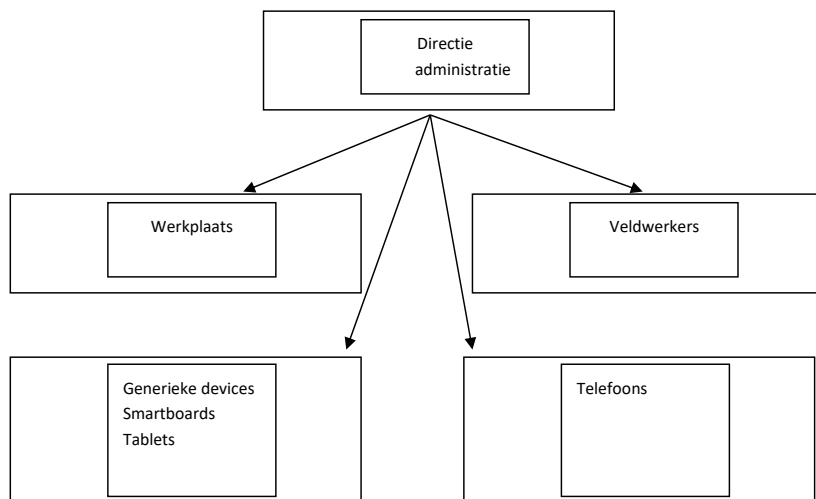 Directie
administratie
Werkplaats
Veldwerkers
Generieke devices
Smartboards
Tablets
Telefoons